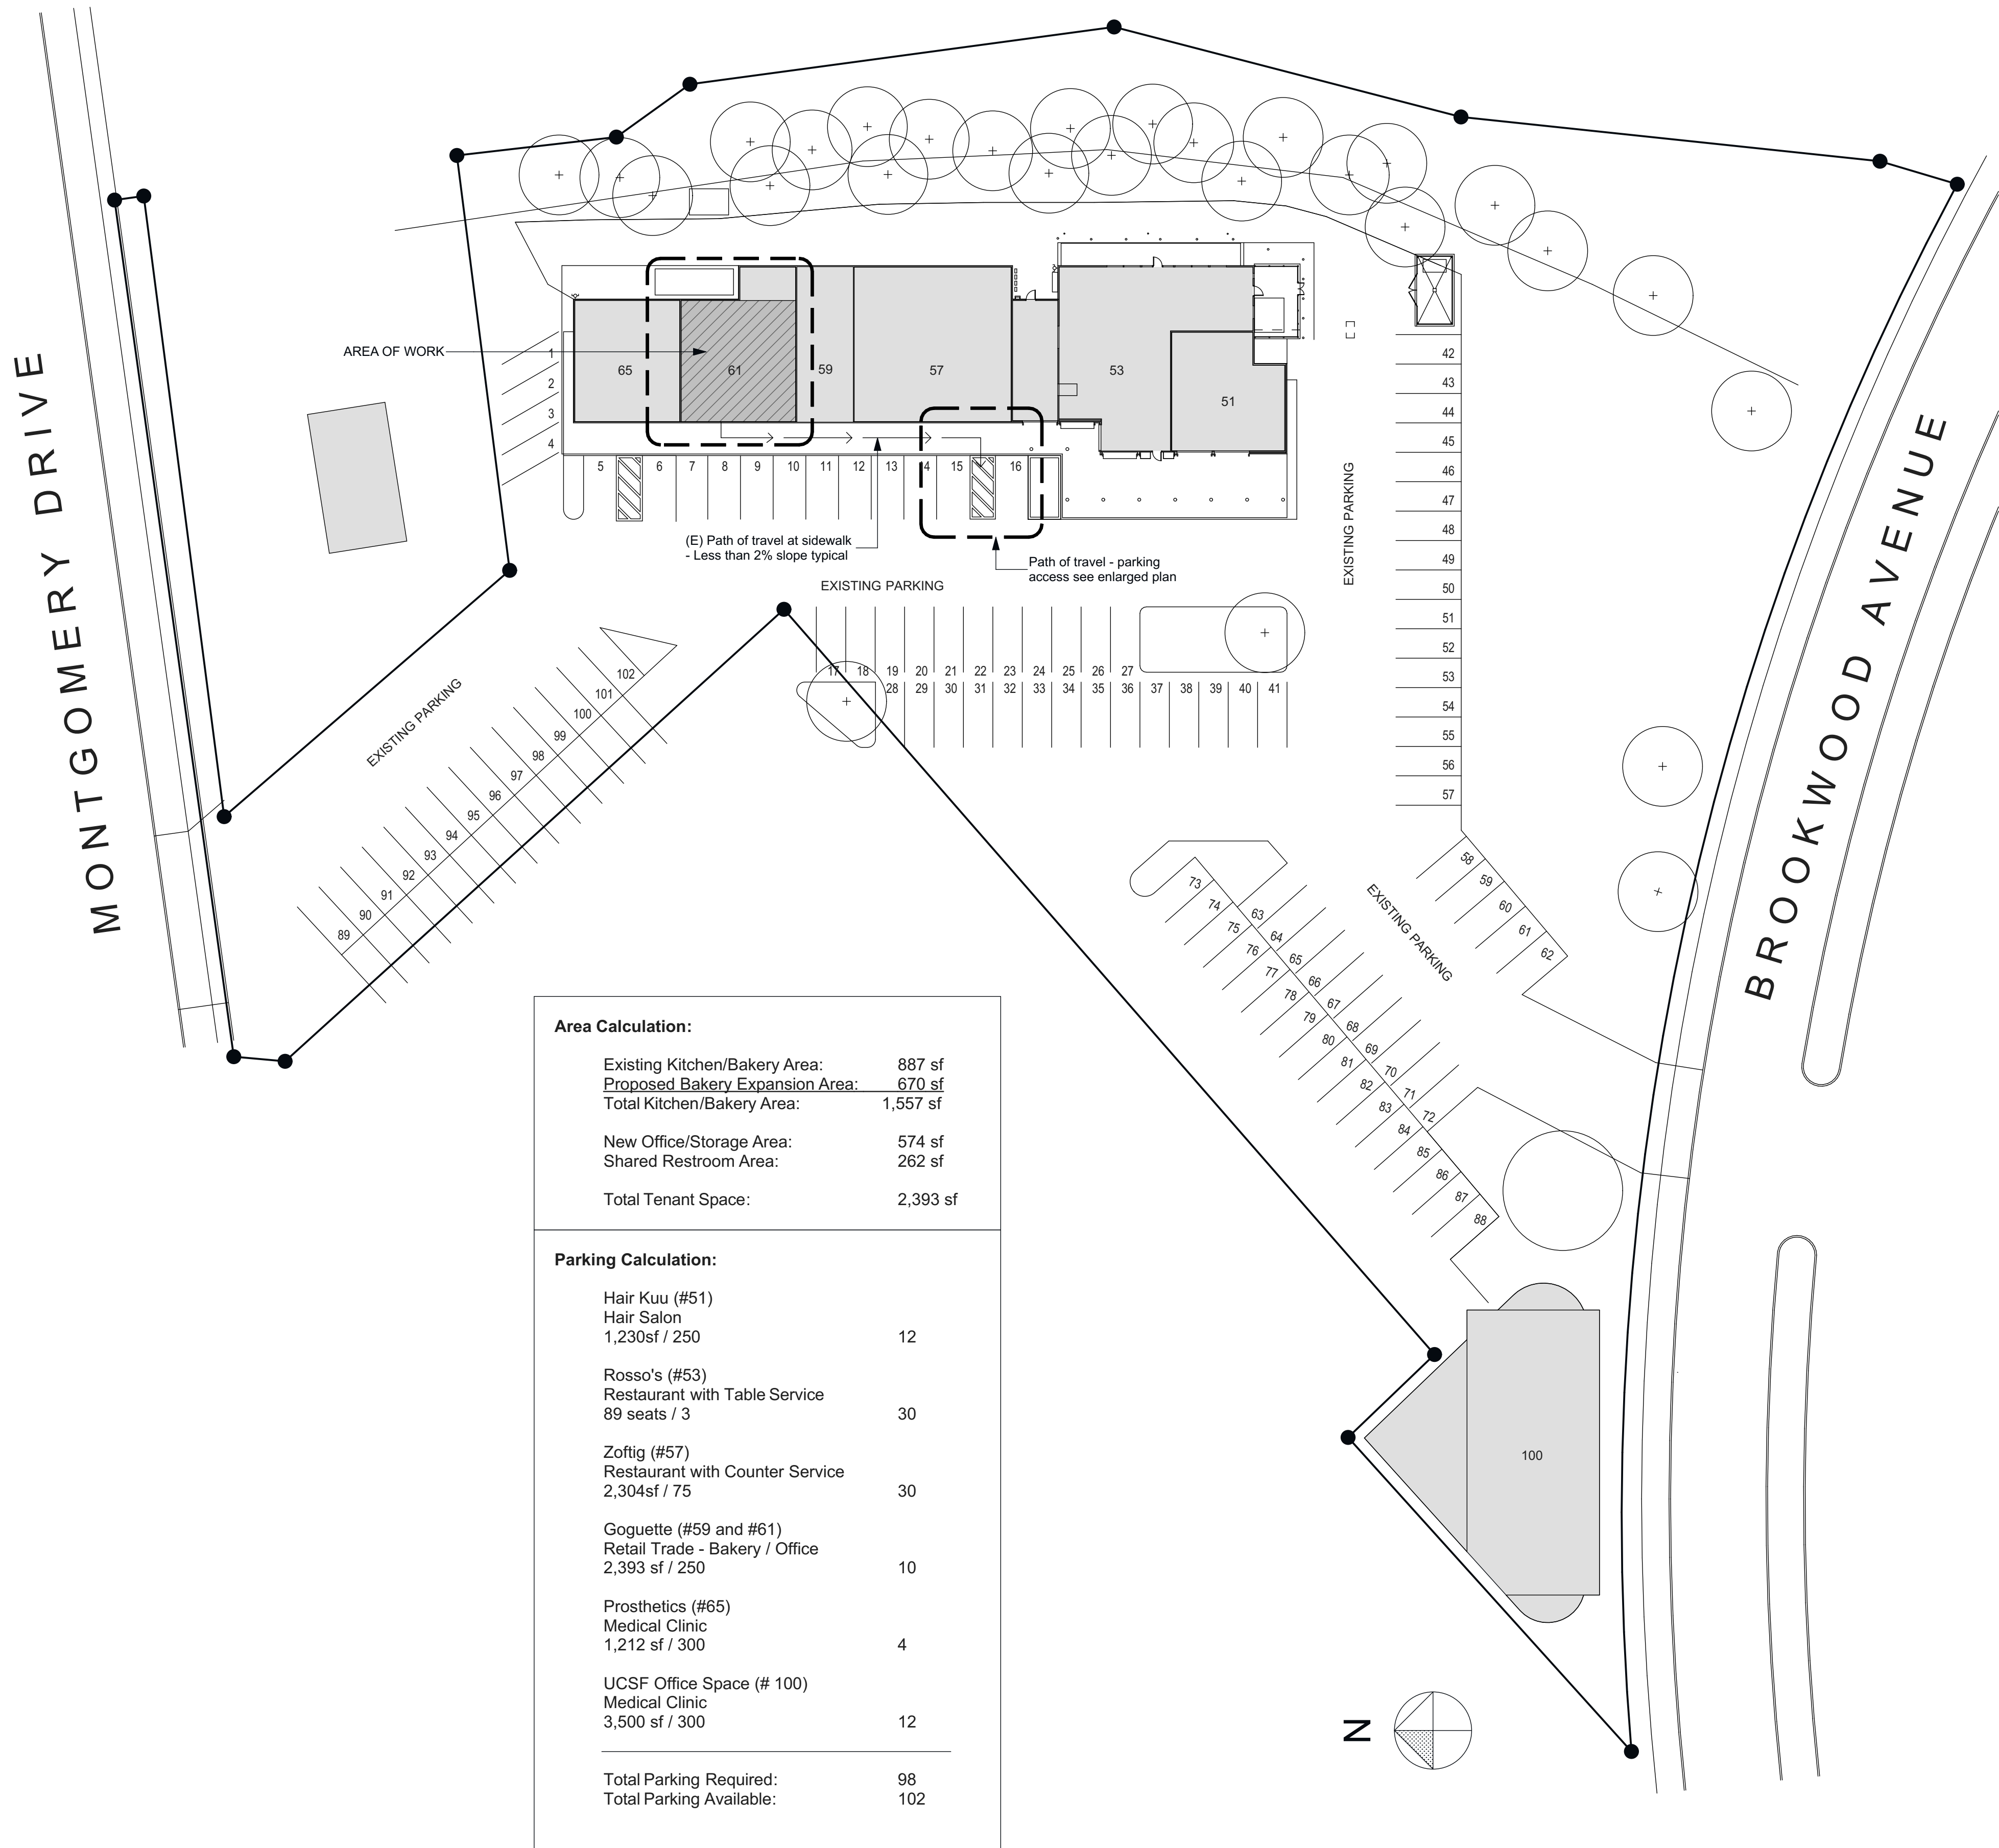 MONTGOMERY DRIVE
BROOKWOOD AVENUE
AREA OF WORK
65
61
59
57
53
51
1
2
3
4
5
6
7
8
9
10
11
12
13
4
15
16
(E) Path of travel at sidewalk
- Less than 2% slope typical
Path of travel - parking
access see enlarged plan
EXISTING PARKING
17
18
19
20
21
22
23
24
25
26
27
28
29
30
31
32
33
34
35
36
37
38
39
40
41
EXISTING PARKING
42
43
44
45
46
47
48
49
50
51
52
53
54
55
56
57
58
59
60
61
62
EXISTING PARKING
63
64
65
66
67
68
69
70
71
72
73
74
75
76
77
78
79
80
81
82
83
84
85
86
87
88
EXISTING PARKING
102
101
100
99
98
97
96
95
94
93
92
91
90
89
100
N
Area Calculation:
Existing Kitchen/Bakery Area: 887 sf
Proposed Bakery Expansion Area: 670 sf
Total Kitchen/Bakery Area: 1,557 sf
New Office/Storage Area: 574 sf
Shared Restroom Area: 262 sf
Total Tenant Space: 2,393 sf
Parking Calculation:
Hair Kuu (#51)
Hair Salon
1,230sf / 250 12
Rosso's (#53)
Restaurant with Table Service
89 seats / 3 30
Zoftig (#57)
Restaurant with Counter Service
2,304sf / 75 30
Goguette (#59 and #61)
Retail Trade - Bakery / Office
2,393 sf / 250 10
Prosthetics (#65)
Medical Clinic
1,212 sf / 300 4
UCSF Office Space (# 100)
Medical Clinic
3,500 sf / 300 12
Total Parking Required: 98
Total Parking Available: 102